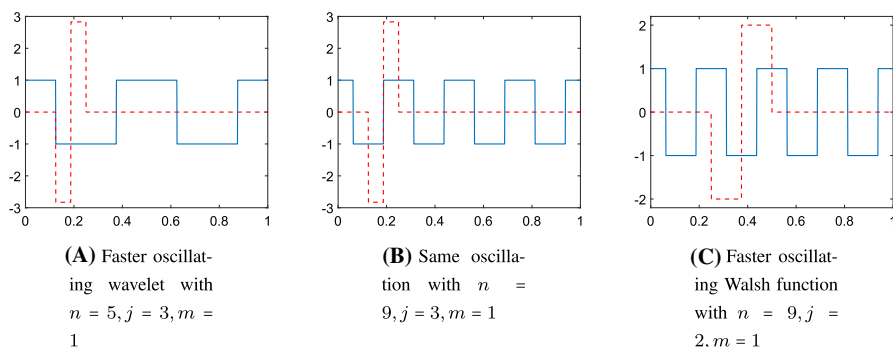 3
2
1
0
-1
-2
-3
0 0.2 0.4 0.6 0.8 1
3
2
1
0
-1
-2
-3
0 0.2 0.4 0.6 0.8 1
2
1
0
-1
-2
0 0.2 0.4 0.6 0.8 1
(A) Faster oscillat-
ing wavelet with
n = 5, j = 3, m =
1
(B) Same oscilla-
tion with n =
9, j = 3, m = 1
(C) Faster oscillat-
ing Walsh function
with n = 9, j =
2, m = 1